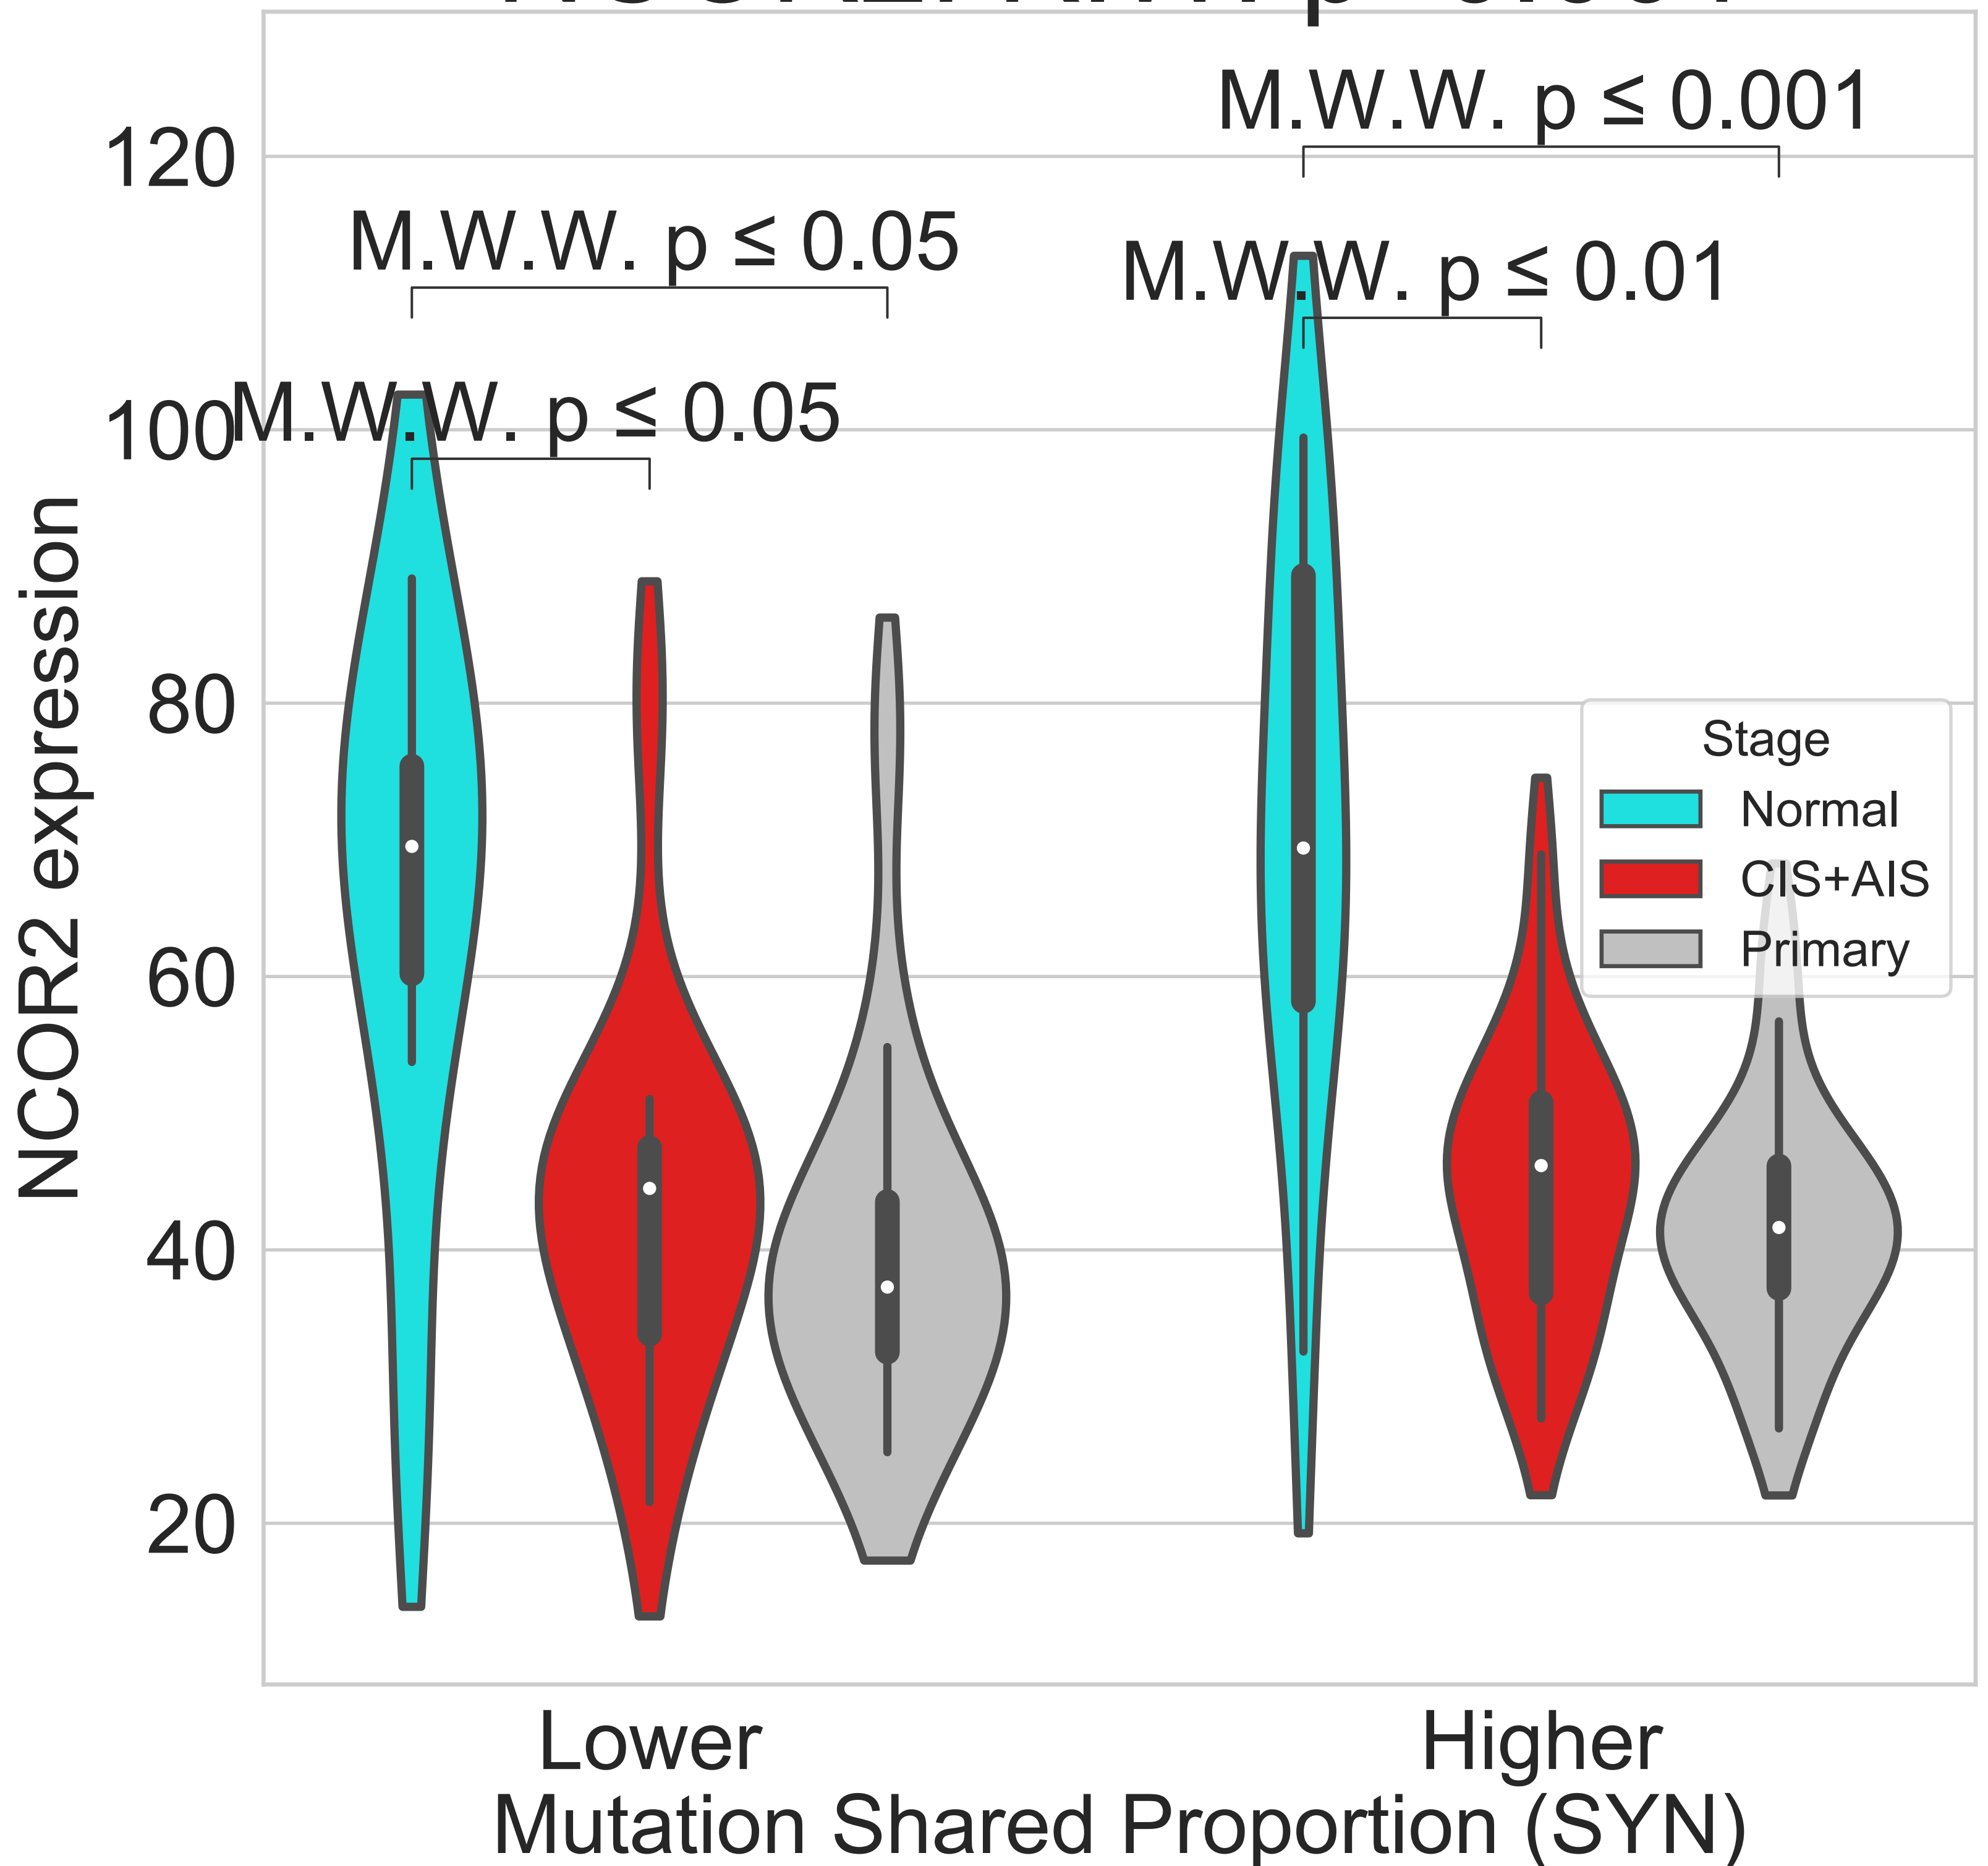 M.W.W. p ≤ 0.001
M.W.W. p ≤ 0.05
M.W.W. p ≤ 0.01
M.W.W. p ≤ 0.05
120
100
80
60
40
20
NCOR2 expression
Stage
Normal
CIS+AIS
Primary
Lower
Higher
Mutation Shared Proportion (SYN)